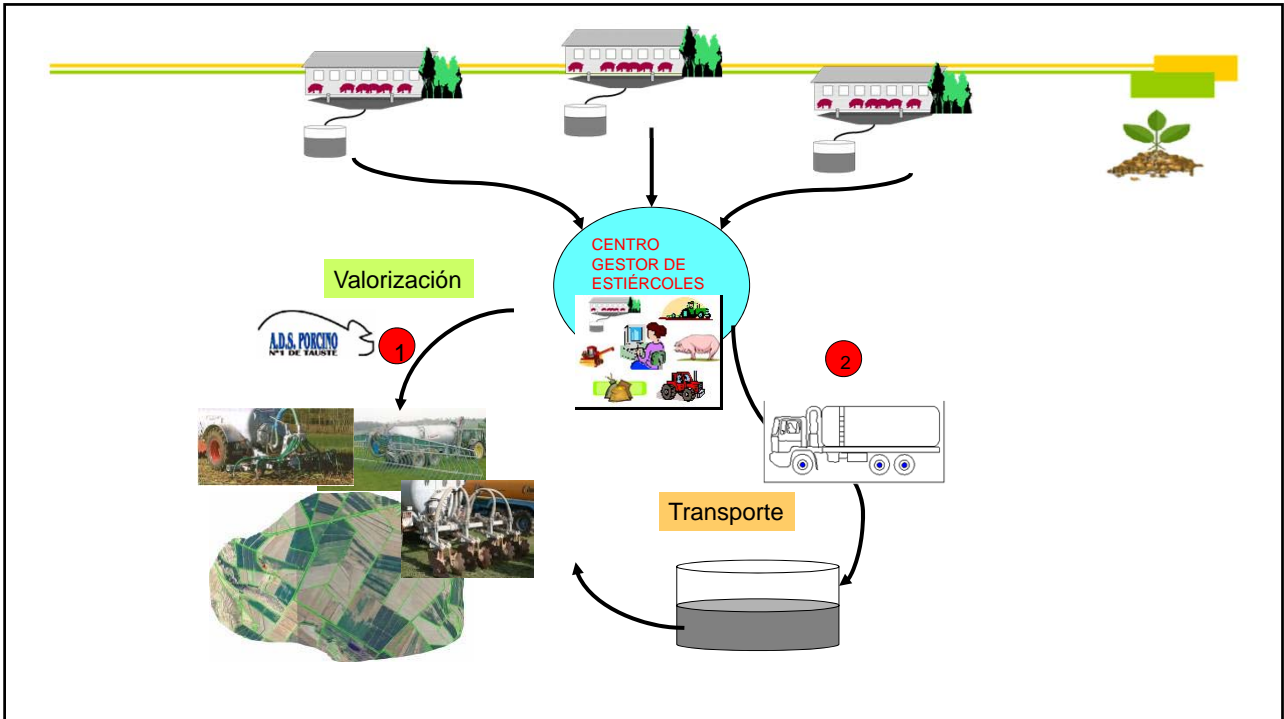 CENTRO
GESTOR DE
ESTIÉRCOLES
Valorización
A.D.S. PORCINO
Nº1 DE TAUSTE
1
2
Transporte